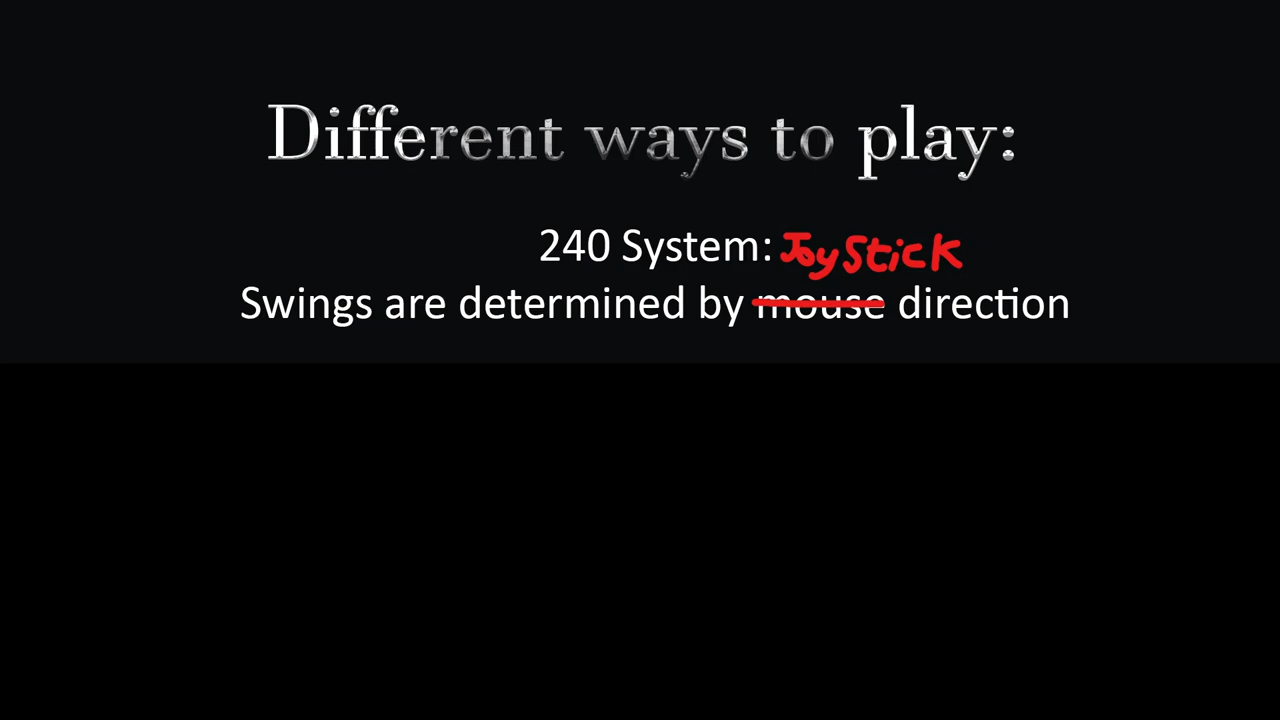 Different ways to play:
240 System: JoyStick
Swings are determined by mouse direction